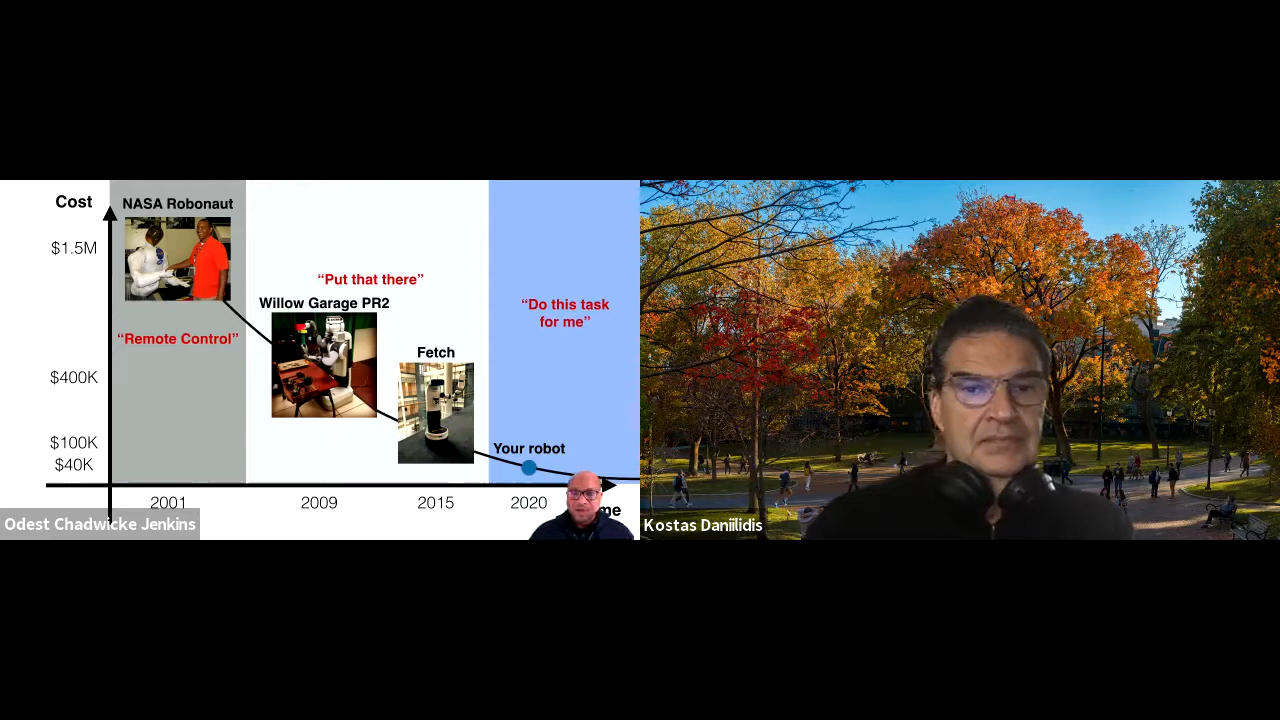 Cost
NASA Robonaut
$1.5M
“Put that there”
Willow Garage PR2
“Do this task
for me”
“Remote Control”
Fetch
$400K
$100K
Your robot
$40K
2001
2009
2015
2020
Odest Chadwicke Jenkins
Kostas Daniilidis